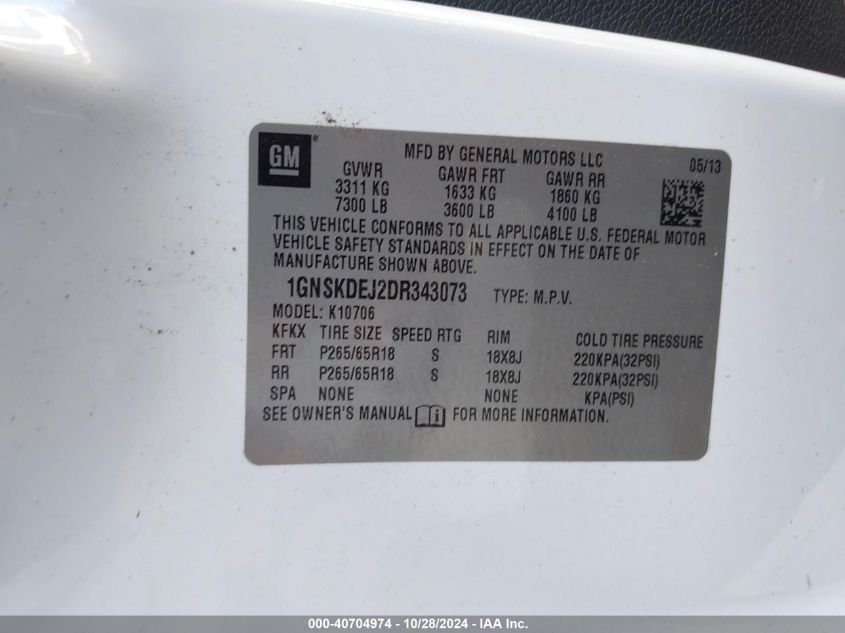 GM
MFD BY GENERAL MOTORS LLC 05/13
GVWR GAWR FRT GAWR RR
3311 KG 1633 KG 1860 KG
7300 LB 3600 LB 4100 LB
THIS VEHICLE CONFORMS TO ALL APPLICABLE U.S. FEDERAL MOTOR
VEHICLE SAFETY STANDARDS IN EFFECT ON THE DATE OF
MANUFACTURE SHOWN ABOVE.
1GNSKDEJ2DR343073 TYPE: M.P.V.
MODEL: K10706
KFKX TIRE SIZE SPEED RTG RIM COLD TIRE PRESSURE
FRT P265/65R18 S 18X8J 220KPA(32PSI)
RR P265/65R18 S 18X8J 220KPA(32PSI)
SPA NONE NONE KPA(PSI)
SEE OWNER'S MANUAL i FOR MORE INFORMATION.
000-40704974 - 10/28/2024 - IAA Inc.